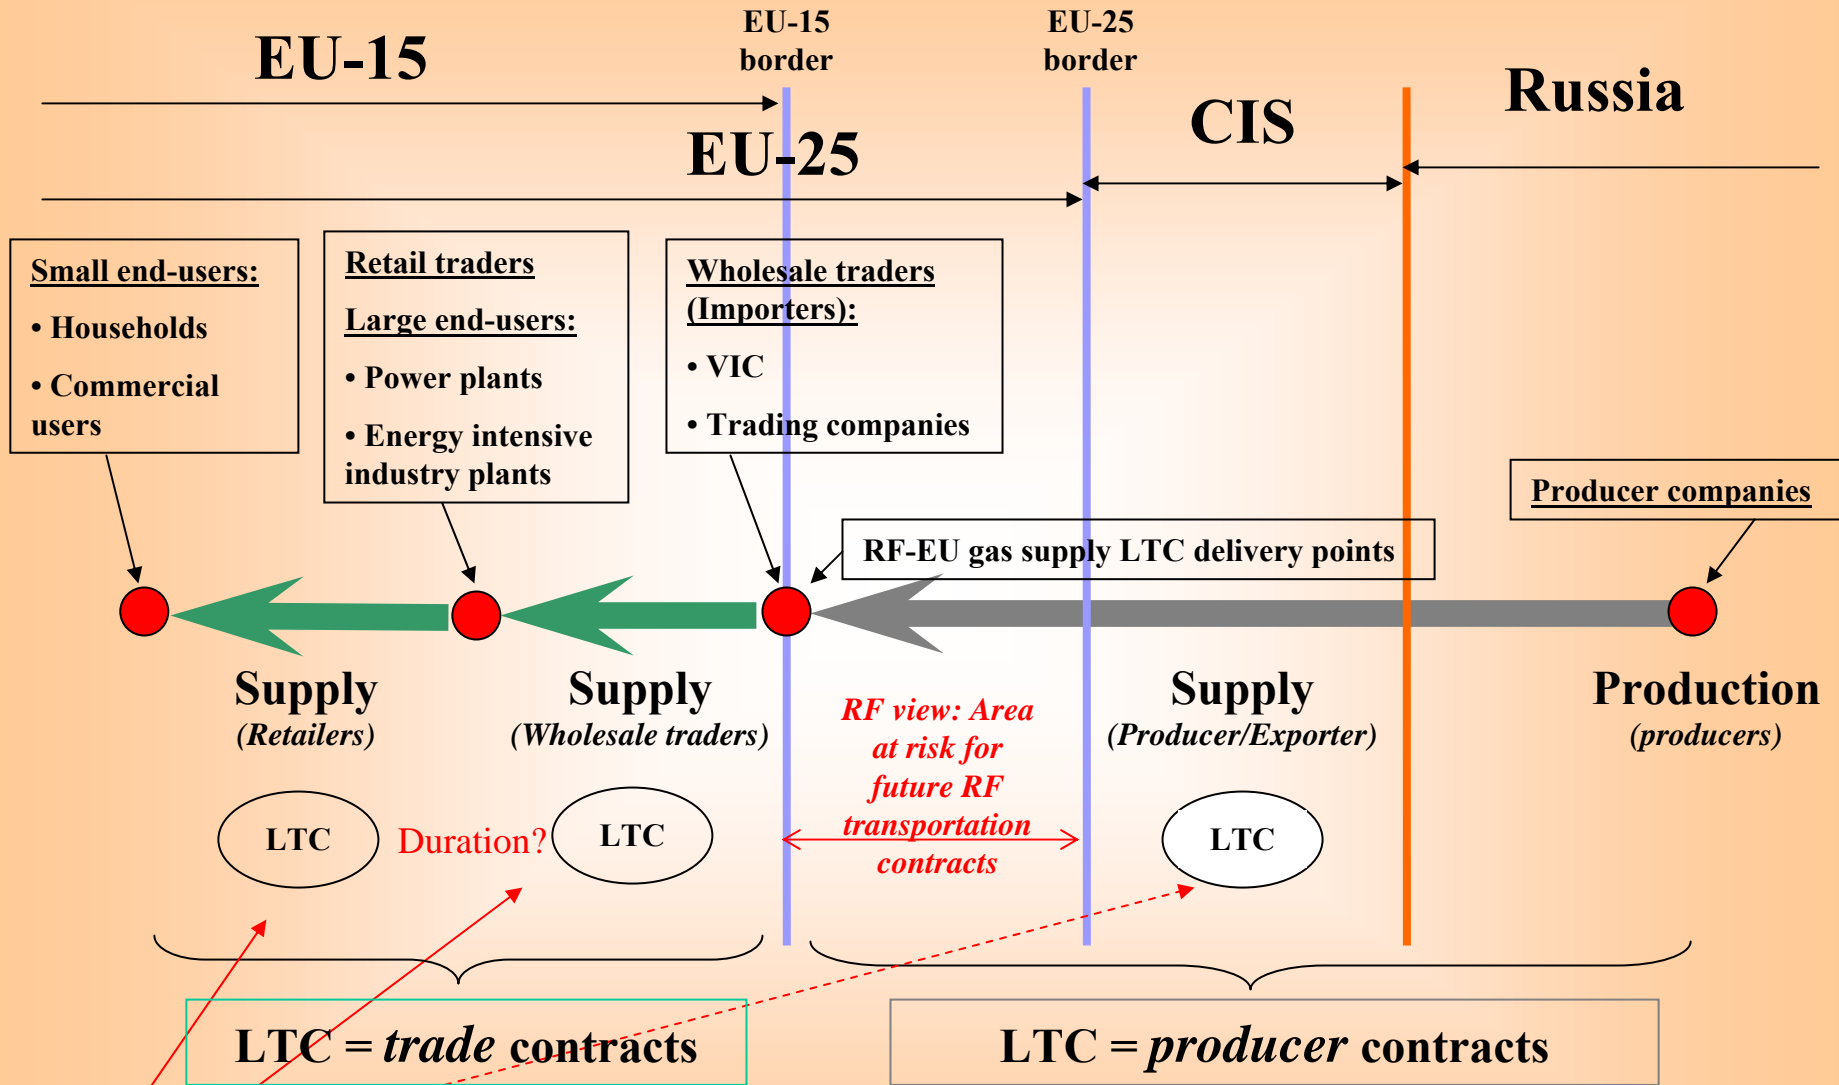 EU-15
EU-15
border
EU-25
border
Russia
CIS
EU-25
Small end-users:
• Households
• Commercial
users
Retail traders
Large end-users:
• Power plants
• Energy intensive
industry plants
Wholesale traders
(Importers):
• VIC
• Trading companies
Producer companies
RF-EU gas supply LTC delivery points
Supply
(Retailers)
Supply
(Wholesale traders)
RF view: Area
at risk for
future RF
transportation
contracts
Supply
(Producer/Exporter)
Production
(producers)
LTC
Duration?
LTC
LTC
LTC = trade contracts
LTC = producer contracts